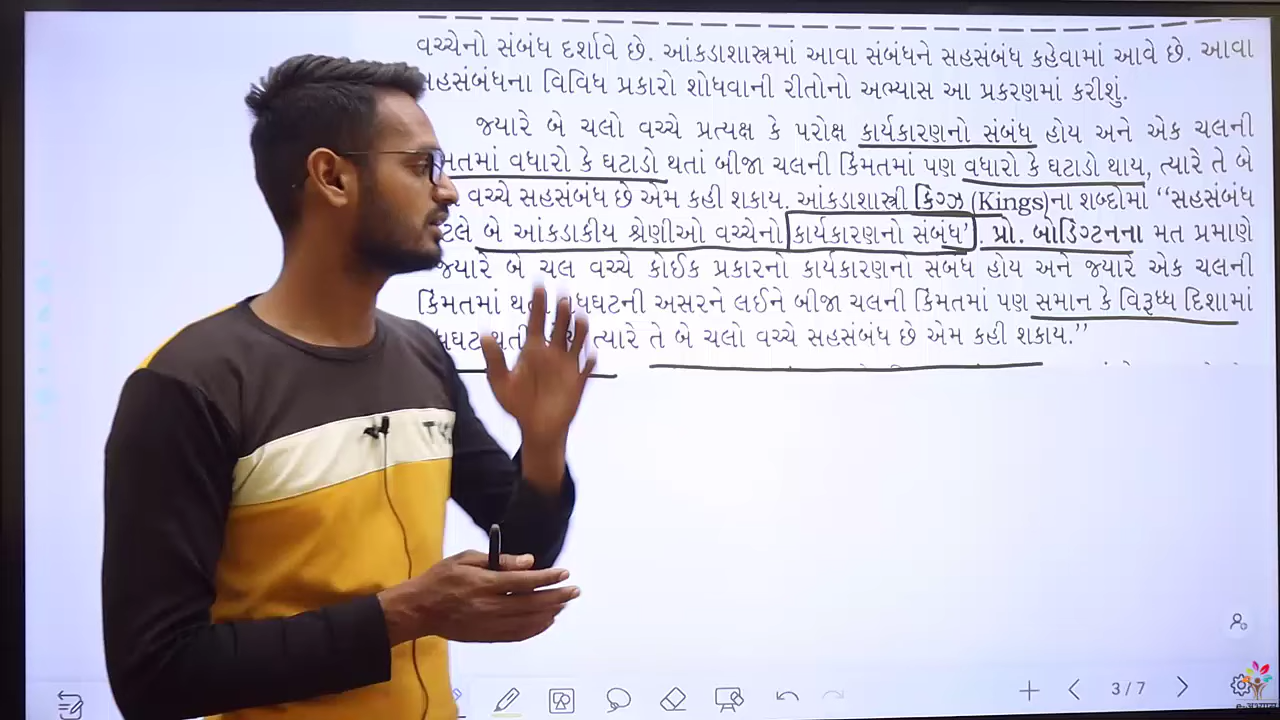 વચ્ચેનો સંબંધ દર્શાવે છે. આંકડાશાસ્ત્રમાં આવા સંબંધને સહસંબંધ કહેવામાં આવે છે. આવા
સહસંબંધના વિવિધ પ્રકારો શોધવાની રીતોનો અભ્યાસ આ પ્રકરણમાં કરીશું.
જ્યારે બે ચલો વચ્ચે પ્રત્યક્ષ કે પરોક્ષ કાર્યકારણનો સંબંધ હોય અને એક ચલની
વધારો કે ઘટાડો થતાં બીજા ચલની કિંમતમાં પણ વધારો કે ઘટાડો થાય, ત્યારે તે બે
વચ્ચે સહસંબંધ છે એમ કહી શકાય. આંકડાશાસ્ત્રી કિંગ્ઝ (Kings)ના શબ્દોમાં “સહસંબંધ
બે આંકડાકીય શ્રેણીઓ વચ્ચેનો કાર્યકારણનો સંબંધ’ પ્રો. બોડિંગ્ટનના મત પ્રમાણે
જ્યારે બે ચલ વચ્ચે કોઈક પ્રકારનો કાર્યકારણનો સબંધ હોય અને જ્યારે એક ચલની
કિંમતમાં થતી વધઘટની અસરને લઈને બીજા ચલની કિંમતમાં પણ સમાન કે વિરૂધ્ધ દિશામાં
ત્યારે તે બે ચલો વચ્ચે સહસંબંધ છે એમ કહી શકાય.”
3 / 7